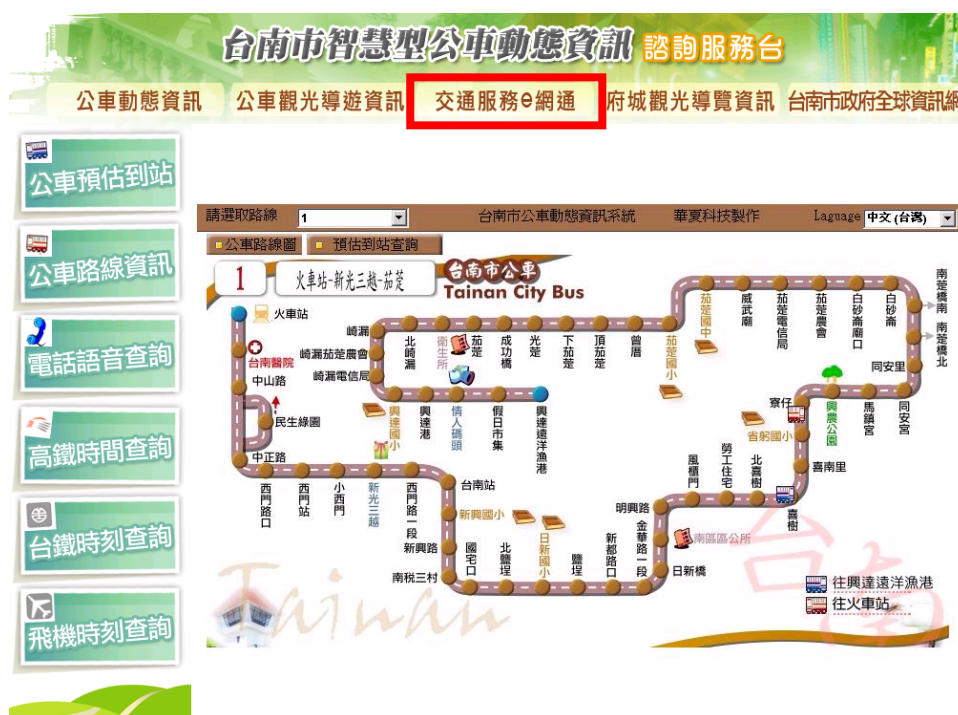 台南市智慧型公車動態資訊 諮詢服務台
公車動態資訊 公車觀光導遊資訊 交通服務e網通 府城觀光導覽資訊 台南市政府全球資訊網
公車預估到站
公車路線資訊
電話語音查詢
高鐵時間查詢
台鐵時刻查詢
飛機時刻查詢
請選取路線 1 台南市公車動態資訊系統 華夏科技製作 Laguage 中文 (台灣)
公車路線圖 預估到站查詢
1 火車站-新光三越-茄萣
台南市公車
Tainan City Bus
火車站
台南醫院
中山路
民生綠園
中正路
西門路口
西門站
小西門
新光三越
西門路一段
台南站
新興國小
新興路
南稅三村
國宅口
北鹽埕
日新國小
鹽埕
新都路口
金華路一段
日新橋
南區區公所
明興路
風櫃門
勞工住宅
北喜樹
喜樹
喜南里
省躬國小
寮仔
興農公園
馬鎮宮
同安宮
同安里
南萣橋北
南萣橋南
白砂崙
白砂崙廟口
茄萣農會
茄萣電信局
威武廟
茄萣國中
茄萣國小
曾厝
頂茄萣
下茄萣
光萣
成功橋
茄萣
衛生所
北崎漏
崎漏
崎漏茄萣農會
崎漏電信局
興達國小
興達港
情人碼頭
假日市集
興達遠洋漁港
往興達遠洋漁港
往火車站
Tainan
台南